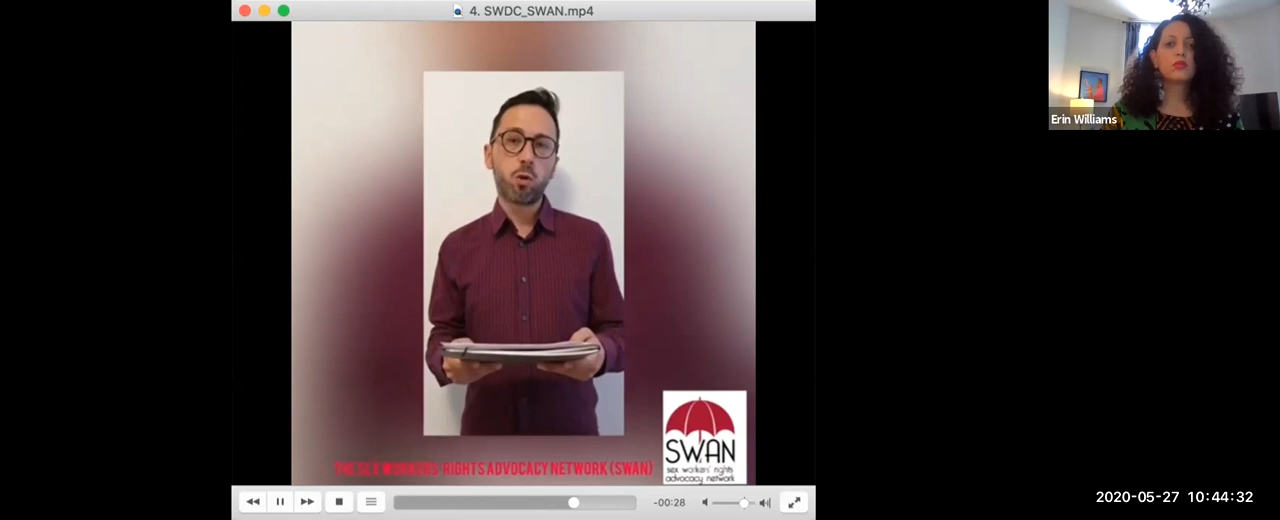 4. SWDC_SWAN.mp4
Erin Williams
SWAN
sex workers' rights
advocacy network
THE SEX WORKERS' RIGHTS ADVOCACY NETWORK (SWAN)
-00:28
2020-05-27 10:44:32